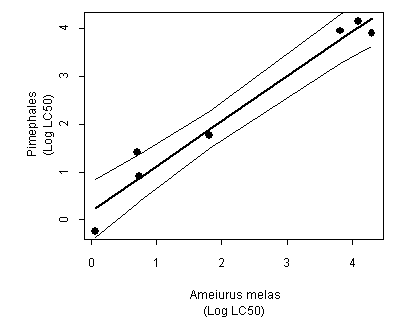 Pimephales
(Log LC50)
4
3
2
1
0
0 1 2 3 4
Ameiurus melas
(Log LC50)